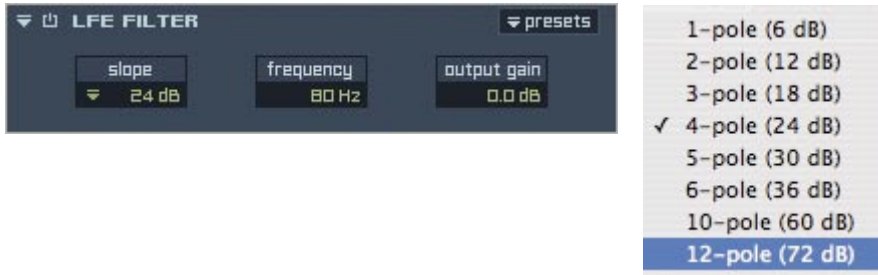 LFE FILTER
presets
slope
24 dB
frequency
80 Hz
output gain
0.0 dB
1-pole (6 dB)
2-pole (12 dB)
3-pole (18 dB)
✓ 4-pole (24 dB)
5-pole (30 dB)
6-pole (36 dB)
10-pole (60 dB)
12-pole (72 dB)